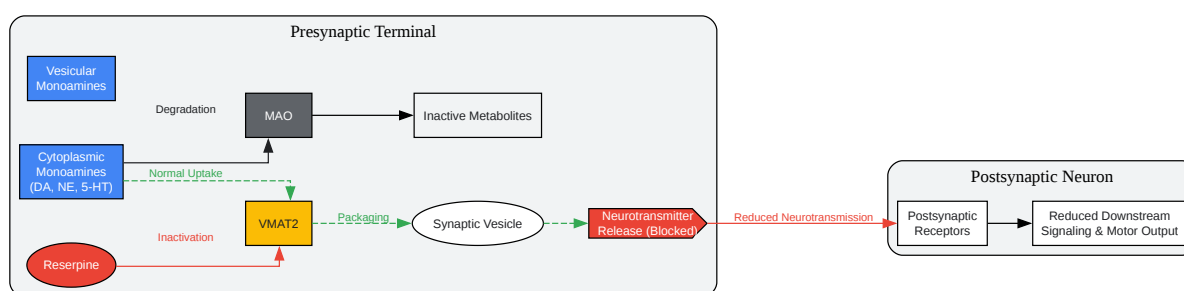 Presynaptic Terminal
Vesicular
Monoamines
Degradation
MAO
Inactive Metabolites
Cytoplasmic
Monoamines
(DA, NE, 5-HT)
Normal Uptake
VMAT2
Packaging
Synaptic Vesicle
Neurotransmitter
Release (Blocked)
Reduced Neurotransmission
Inactivation
Reserpine
Postsynaptic Neuron
Postsynaptic
Receptors
Reduced Downstream
Signaling & Motor Output